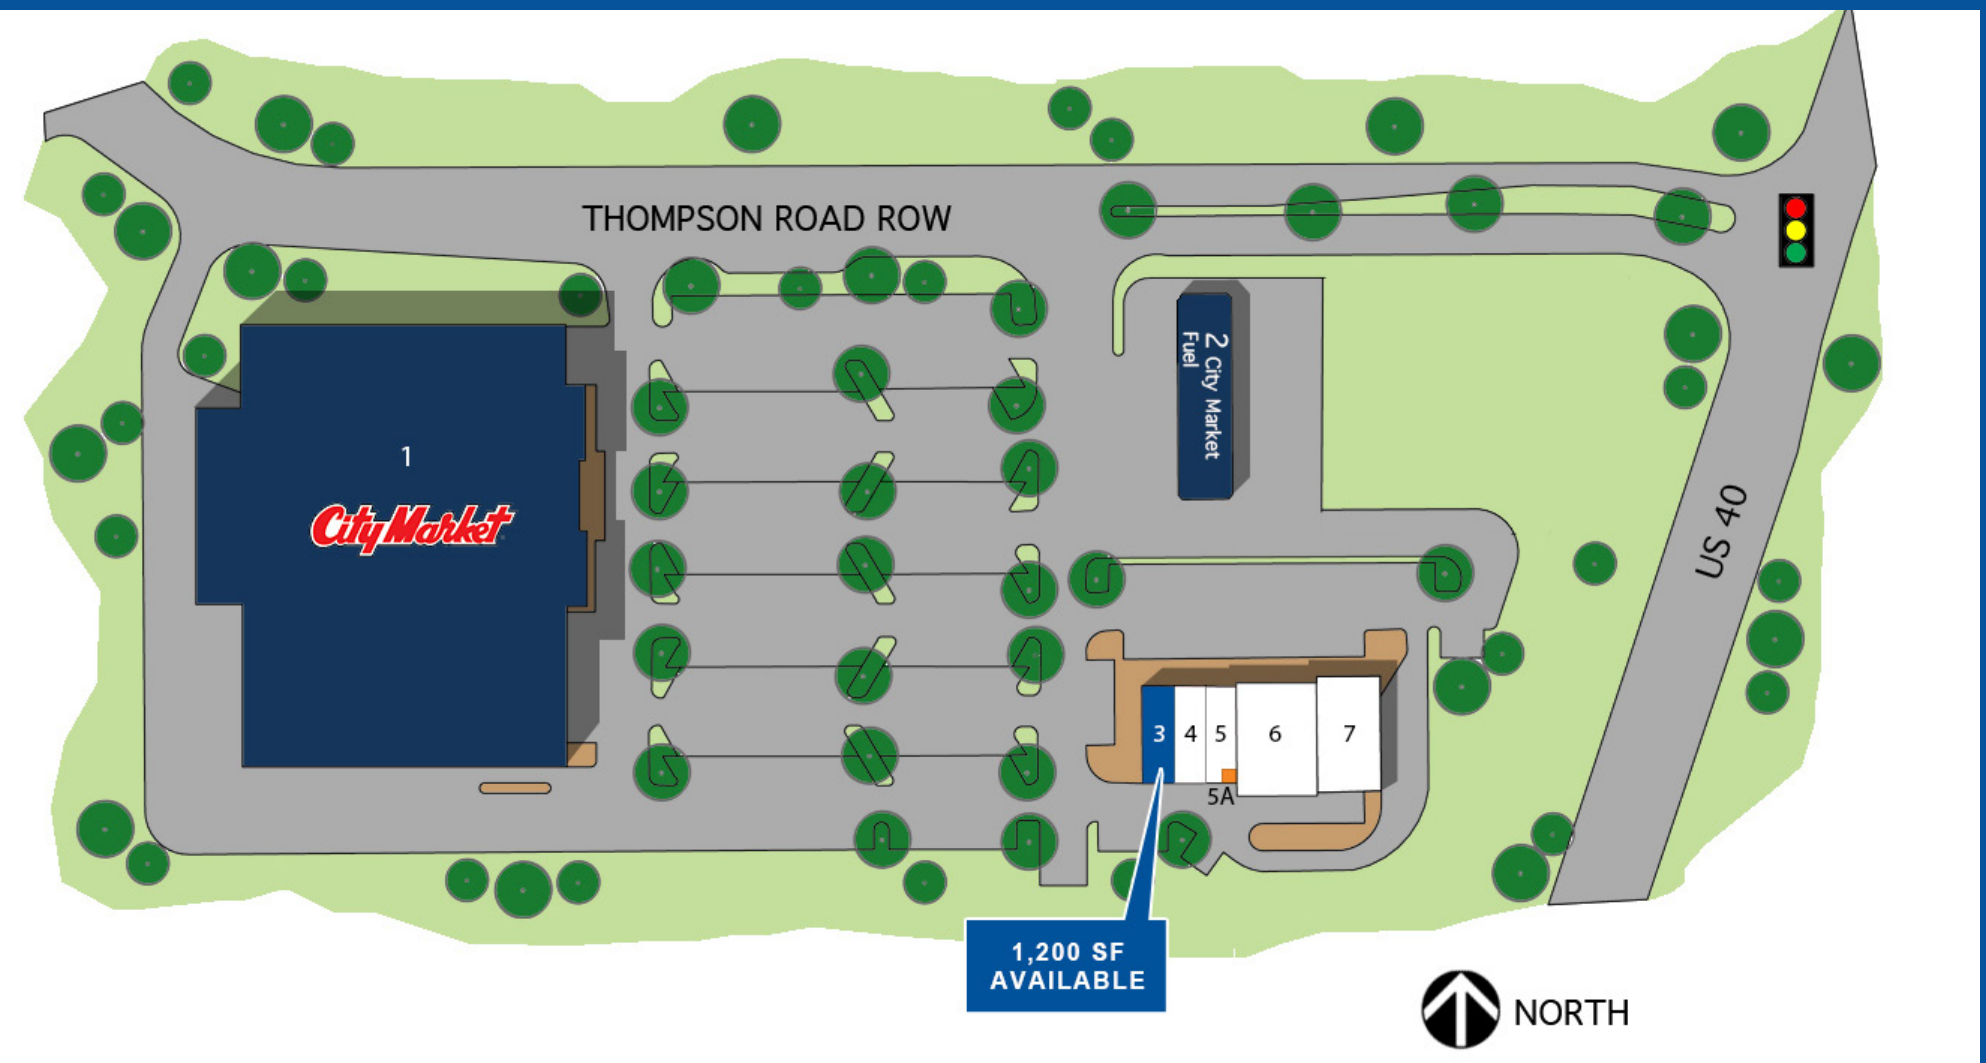 THOMPSON ROAD ROW
2 City Market
Fuel
1
City Market
US 40
3
4
5
6
7
5A
1,200 SF
AVAILABLE
NORTH